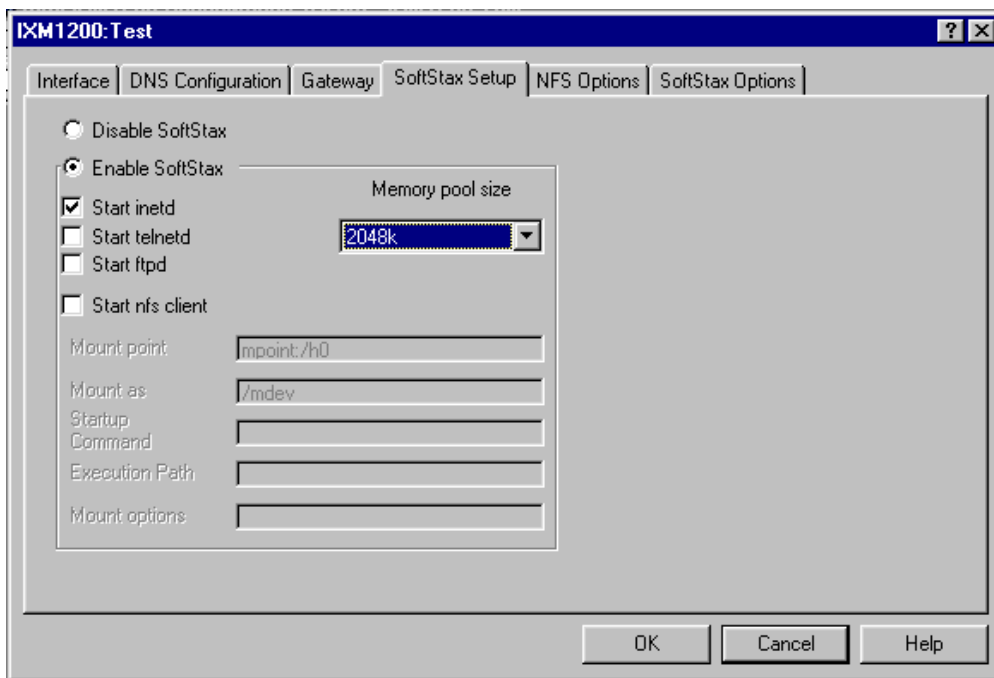 IXM1200:Test
Interface DNS Configuration Gateway SoftStax Setup NFS Options SoftStax Options
Disable SoftStax
Enable SoftStax
Memory pool size
Start inetd
2048k
Start telnetd
Start ftpd
Start nfs client
Mount point mpoint:/h0
Mount as /mdev
Startup
Command
Execution Path
Mount options
OK Cancel Help